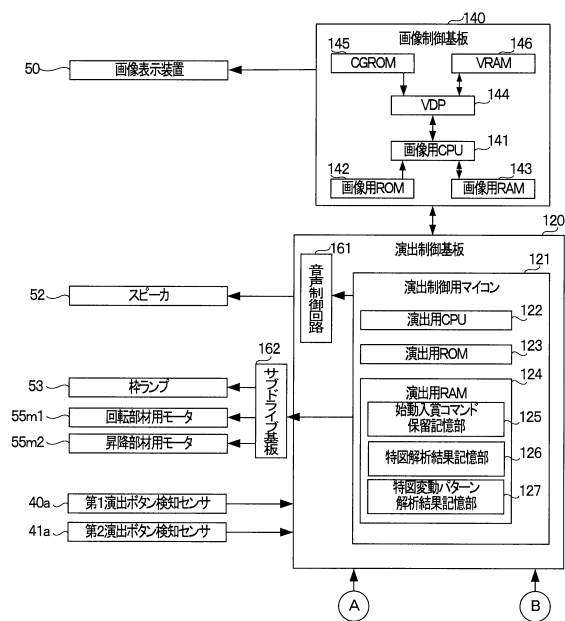 140
画像制御基板
145
CGROM
146
VRAM
50
画像表示装置
VDP
144
141
画像用CPU
142
画像用ROM
143
画像用RAM
120
演出制御基板
161
音声制御回路
121
演出制御用マイコン
52
スピーカ
演出用CPU
122
演出用ROM
123
162
サブドライブ基板
124
演出用RAM
53
枠ランプ
始動入賞コマンド
保留記憶部
125
55m1
回転部材用モータ
55m2
昇降部材用モータ
特図解析結果記憶部
126
特図変動パターン
解析結果記憶部
127
40a
第1演出ボタン検知センサ
41a
第2演出ボタン検知センサ
A
B